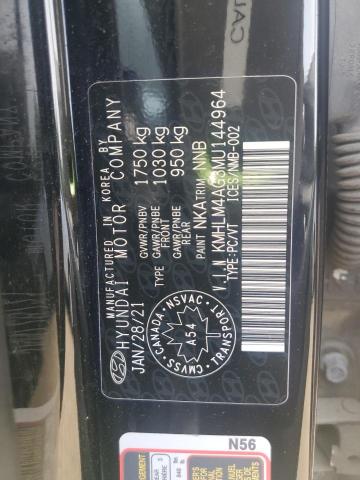 MANUFACTURED IN KOREA BY
HYUNDAI MOTOR COMPANY
JAN/28/21
GVWR/PNBV 1750 kg
GAWR/PNBE FRONT 1030 kg
GAWR/PNBE REAR 950 kg
PAINT NKA TRIM NNB
V.I.N KMHLM4AG3MU144964
TYPE:PC/VT ICES/NMB-002
CANADA NSVAC
A54
CMVSS TRANSPORT
N56